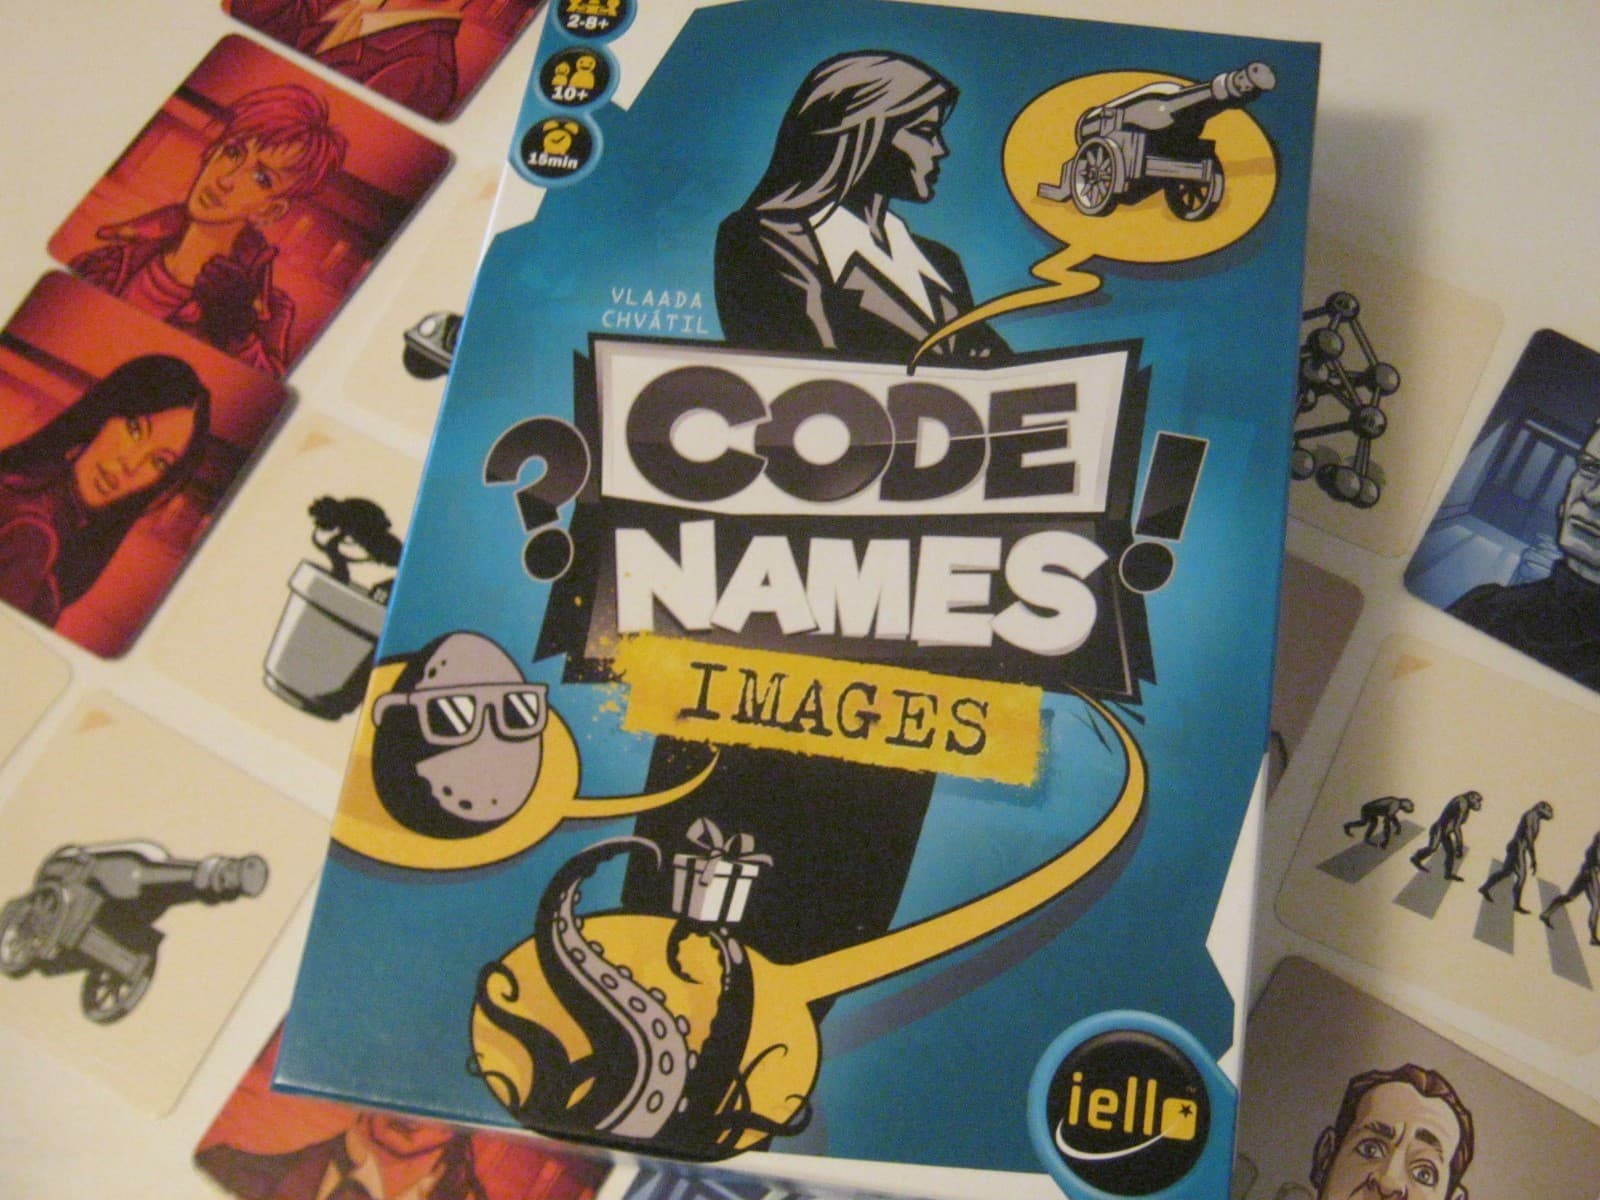 2-8+
10+
15min
VLAADA
CHVÁTIL
CODE
NAMES
IMAGES
iello